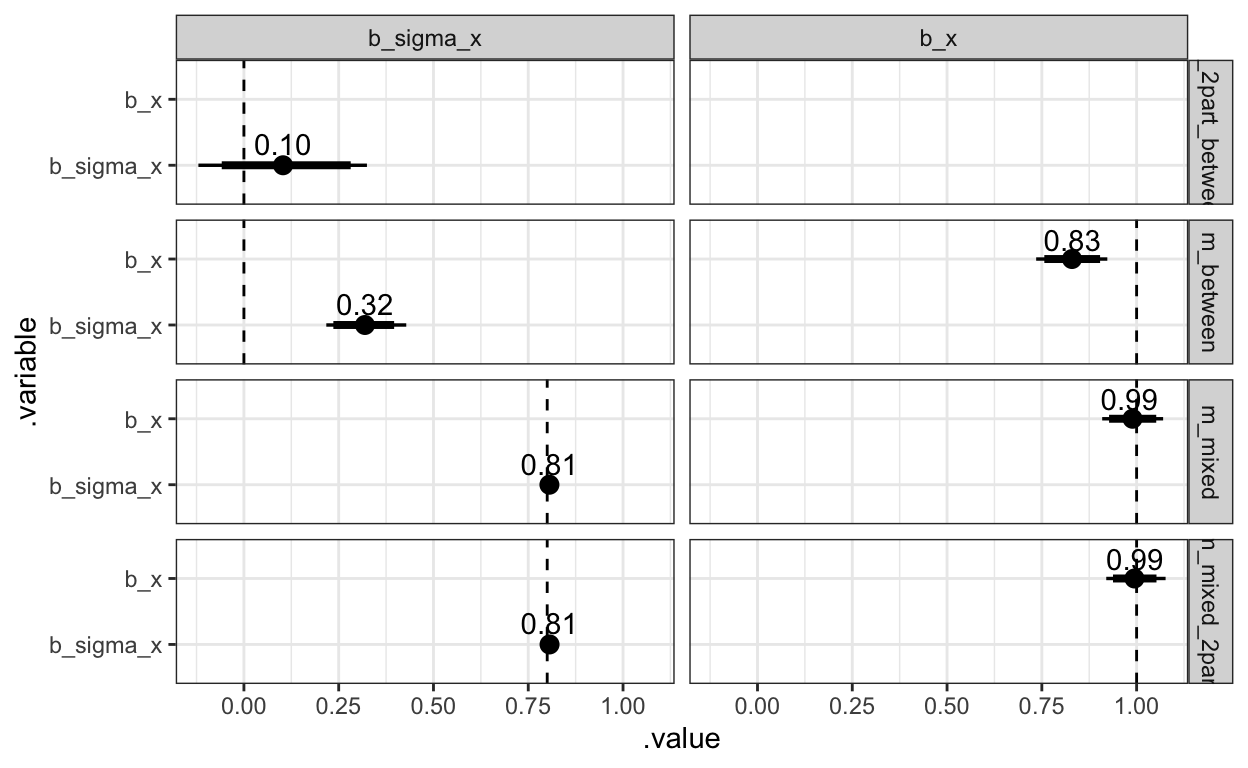 b_sigma_x
b_x
b_x
0.10
b_sigma_x
_2part_betwee
b_x
0.83
0.32
b_sigma_x
m_between
b_x
0.99
0.81
b_sigma_x
m_mixed
b_x
0.99
0.81
b_sigma_x
m_mixed_2par
0.00 0.25 0.50 0.75 1.00
0.00 0.25 0.50 0.75 1.00
.value
.variable